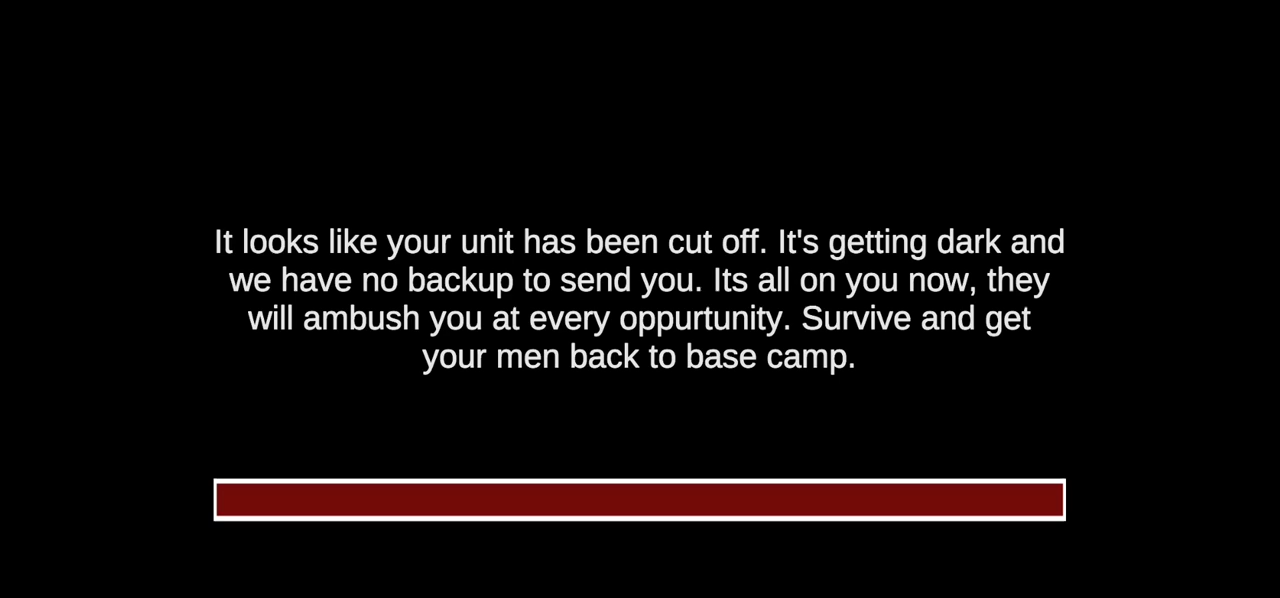 It looks like your unit has been cut off. It's getting dark and
we have no backup to send you. Its all on you now, they
will ambush you at every oppurtunity. Survive and get
your men back to base camp.